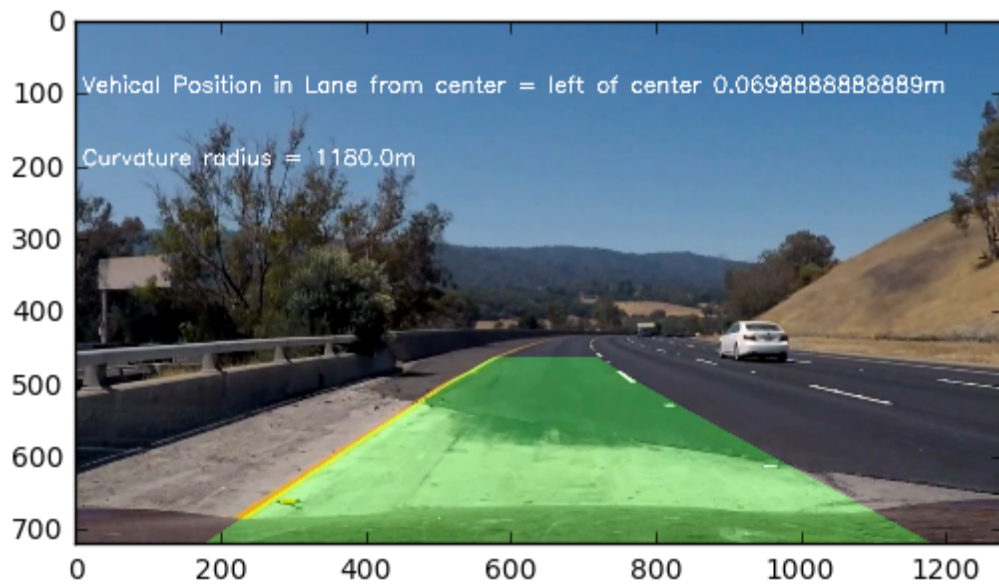 0
100
Vehical Position in Lane from center = left of center 0.0698888888889m
200
Curvature radius = 1180.0m
300
400
500
600
700
0 200 400 600 800 1000 1200